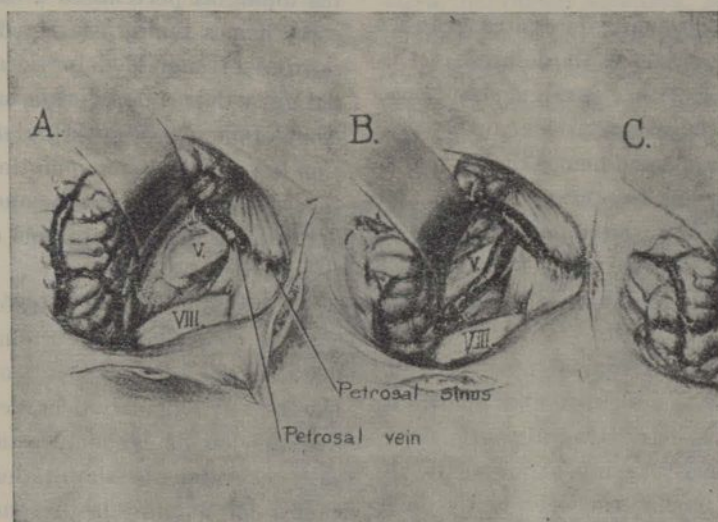 A.
B.
C.
V.
VIII.
V.
VIII.
Petrosal sinus
Petrosal vein